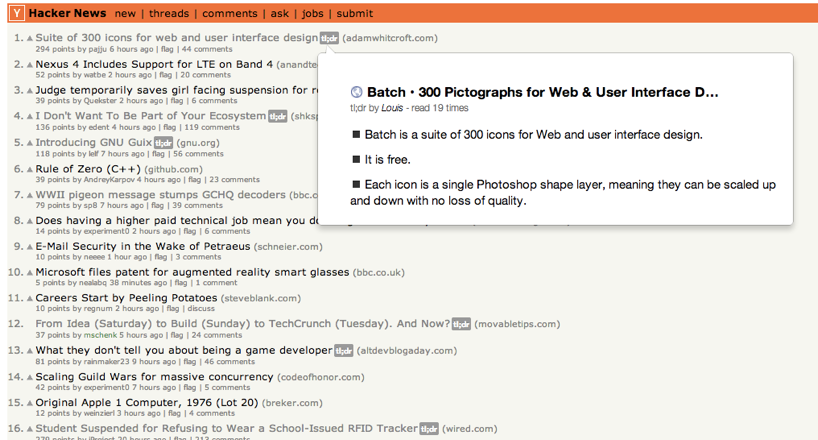 Y Hacker News new | threads | comments | ask | jobs | submit
1. Suite of 300 icons for web and user interface design tl;dr (adamwhitcroft.com)
294 points by pajju 6 hours ago | flag | 44 comments
2. Nexus 4 Includes Support for LTE on Band 4 (anandte
52 points by watbe 2 hours ago | flag | 20 comments
3. Judge temporarily saves girl facing suspension for r
39 points by Quekster 2 hours ago | flag | 6 comments
4. I Don't Want To Be Part of Your Ecosystem tl;dr (shksp
136 points by edent 4 hours ago | flag | 119 comments
5. Introducing GNU Guix tl;dr (gnu.org)
118 points by lelf 7 hours ago | flag | 56 comments
6. Rule of Zero (C++) (github.com)
39 points by AndreyKarpov 4 hours ago | flag | 23 comments
7. WWII pigeon message stumps GCHQ decoders (bbc.c
79 points by sp8 7 hours ago | flag | 39 comments
8. Does having a higher paid technical job mean you do
14 points by experiment0 2 hours ago | flag | 6 comments
9. E-Mail Security in the Wake of Petraeus (schneier.com)
10 points by neeee 1 hour ago | flag | 3 comments
10. Microsoft files patent for augmented reality smart glasses (bbc.co.uk)
5 points by nealabq 38 minutes ago | flag | 1 comment
11. Careers Start by Peeling Potatoes (steveblank.com)
10 points by regnum 2 hours ago | flag | discuss
12. From Idea (Saturday) to Build (Sunday) to TechCrunch (Tuesday). And Now? tl;dr (movabletips.com)
37 points by mschenk 5 hours ago | flag | 24 comments
13. What they don't tell you about being a game developer tl;dr (altdevblogaday.com)
81 points by rainmaker23 9 hours ago | flag | 46 comments
14. Scaling Guild Wars for massive concurrency (codeofhonor.com)
42 points by experiment0 7 hours ago | flag | 5 comments
15. Original Apple 1 Computer, 1976 (Lot 20) (breker.com)
12 points by weinzierl 3 hours ago | flag | 4 comments
16. Student Suspended for Refusing to Wear a School-Issued RFID Tracker tl;dr (wired.com)
Batch • 300 Pictographs for Web & User Interface D...
tl;dr by Louis - read 19 times
Batch is a suite of 300 icons for Web and user interface design.
It is free.
Each icon is a single Photoshop shape layer, meaning they can be scaled up
and down with no loss of quality.